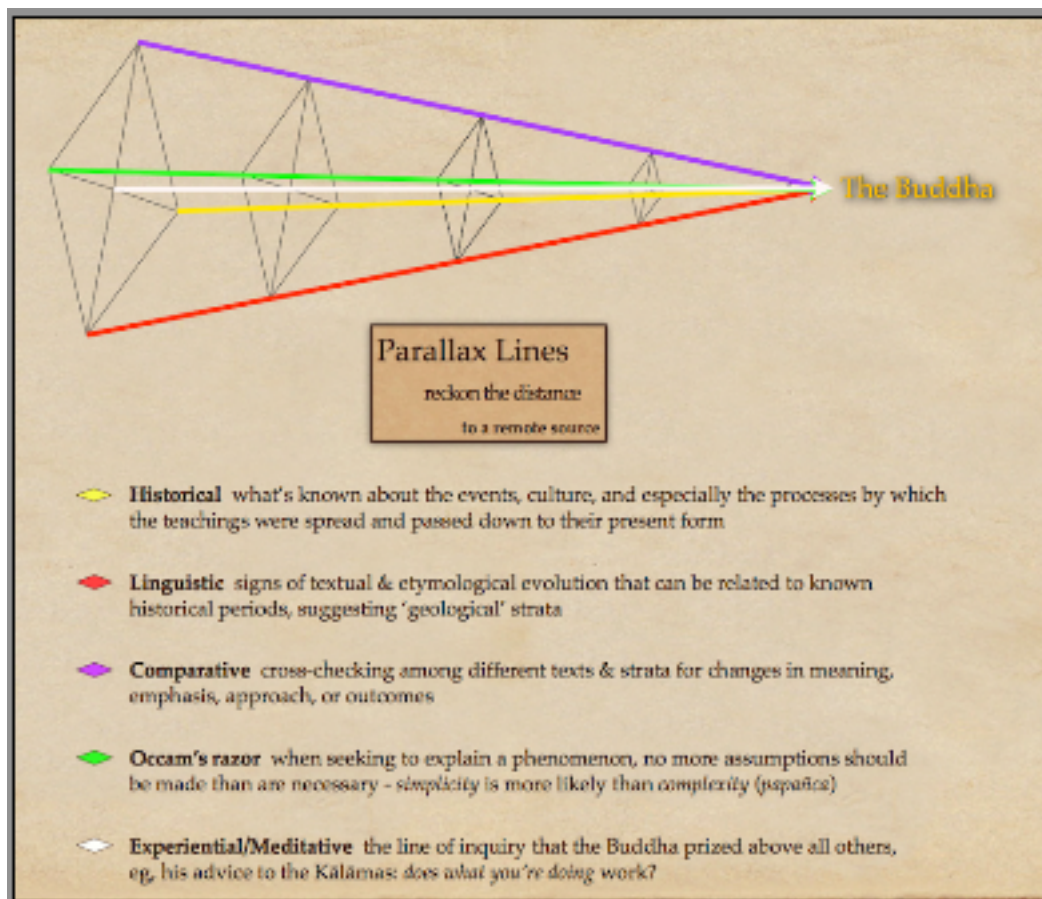 The Buddha
Parallax Lines
reckon the distance
to a remote source
Historical what's known about the events, culture, and especially the processes by which
the teachings were spread and passed down to their present form
Linguistic signs of textual & etymological evolution that can be related to known
historical periods, suggesting 'geological' strata
Comparative cross-checking among different texts & strata for changes in meaning,
emphasis, approach, or outcomes
Occam's razor when seeking to explain a phenomenon, no more assumptions should
be made than are necessary - simplicity is more likely than complexity (papañca)
Experiential/Meditative the line of inquiry that the Buddha prized above all others,
eg, his advice to the Kālāmas: does what you're doing work?